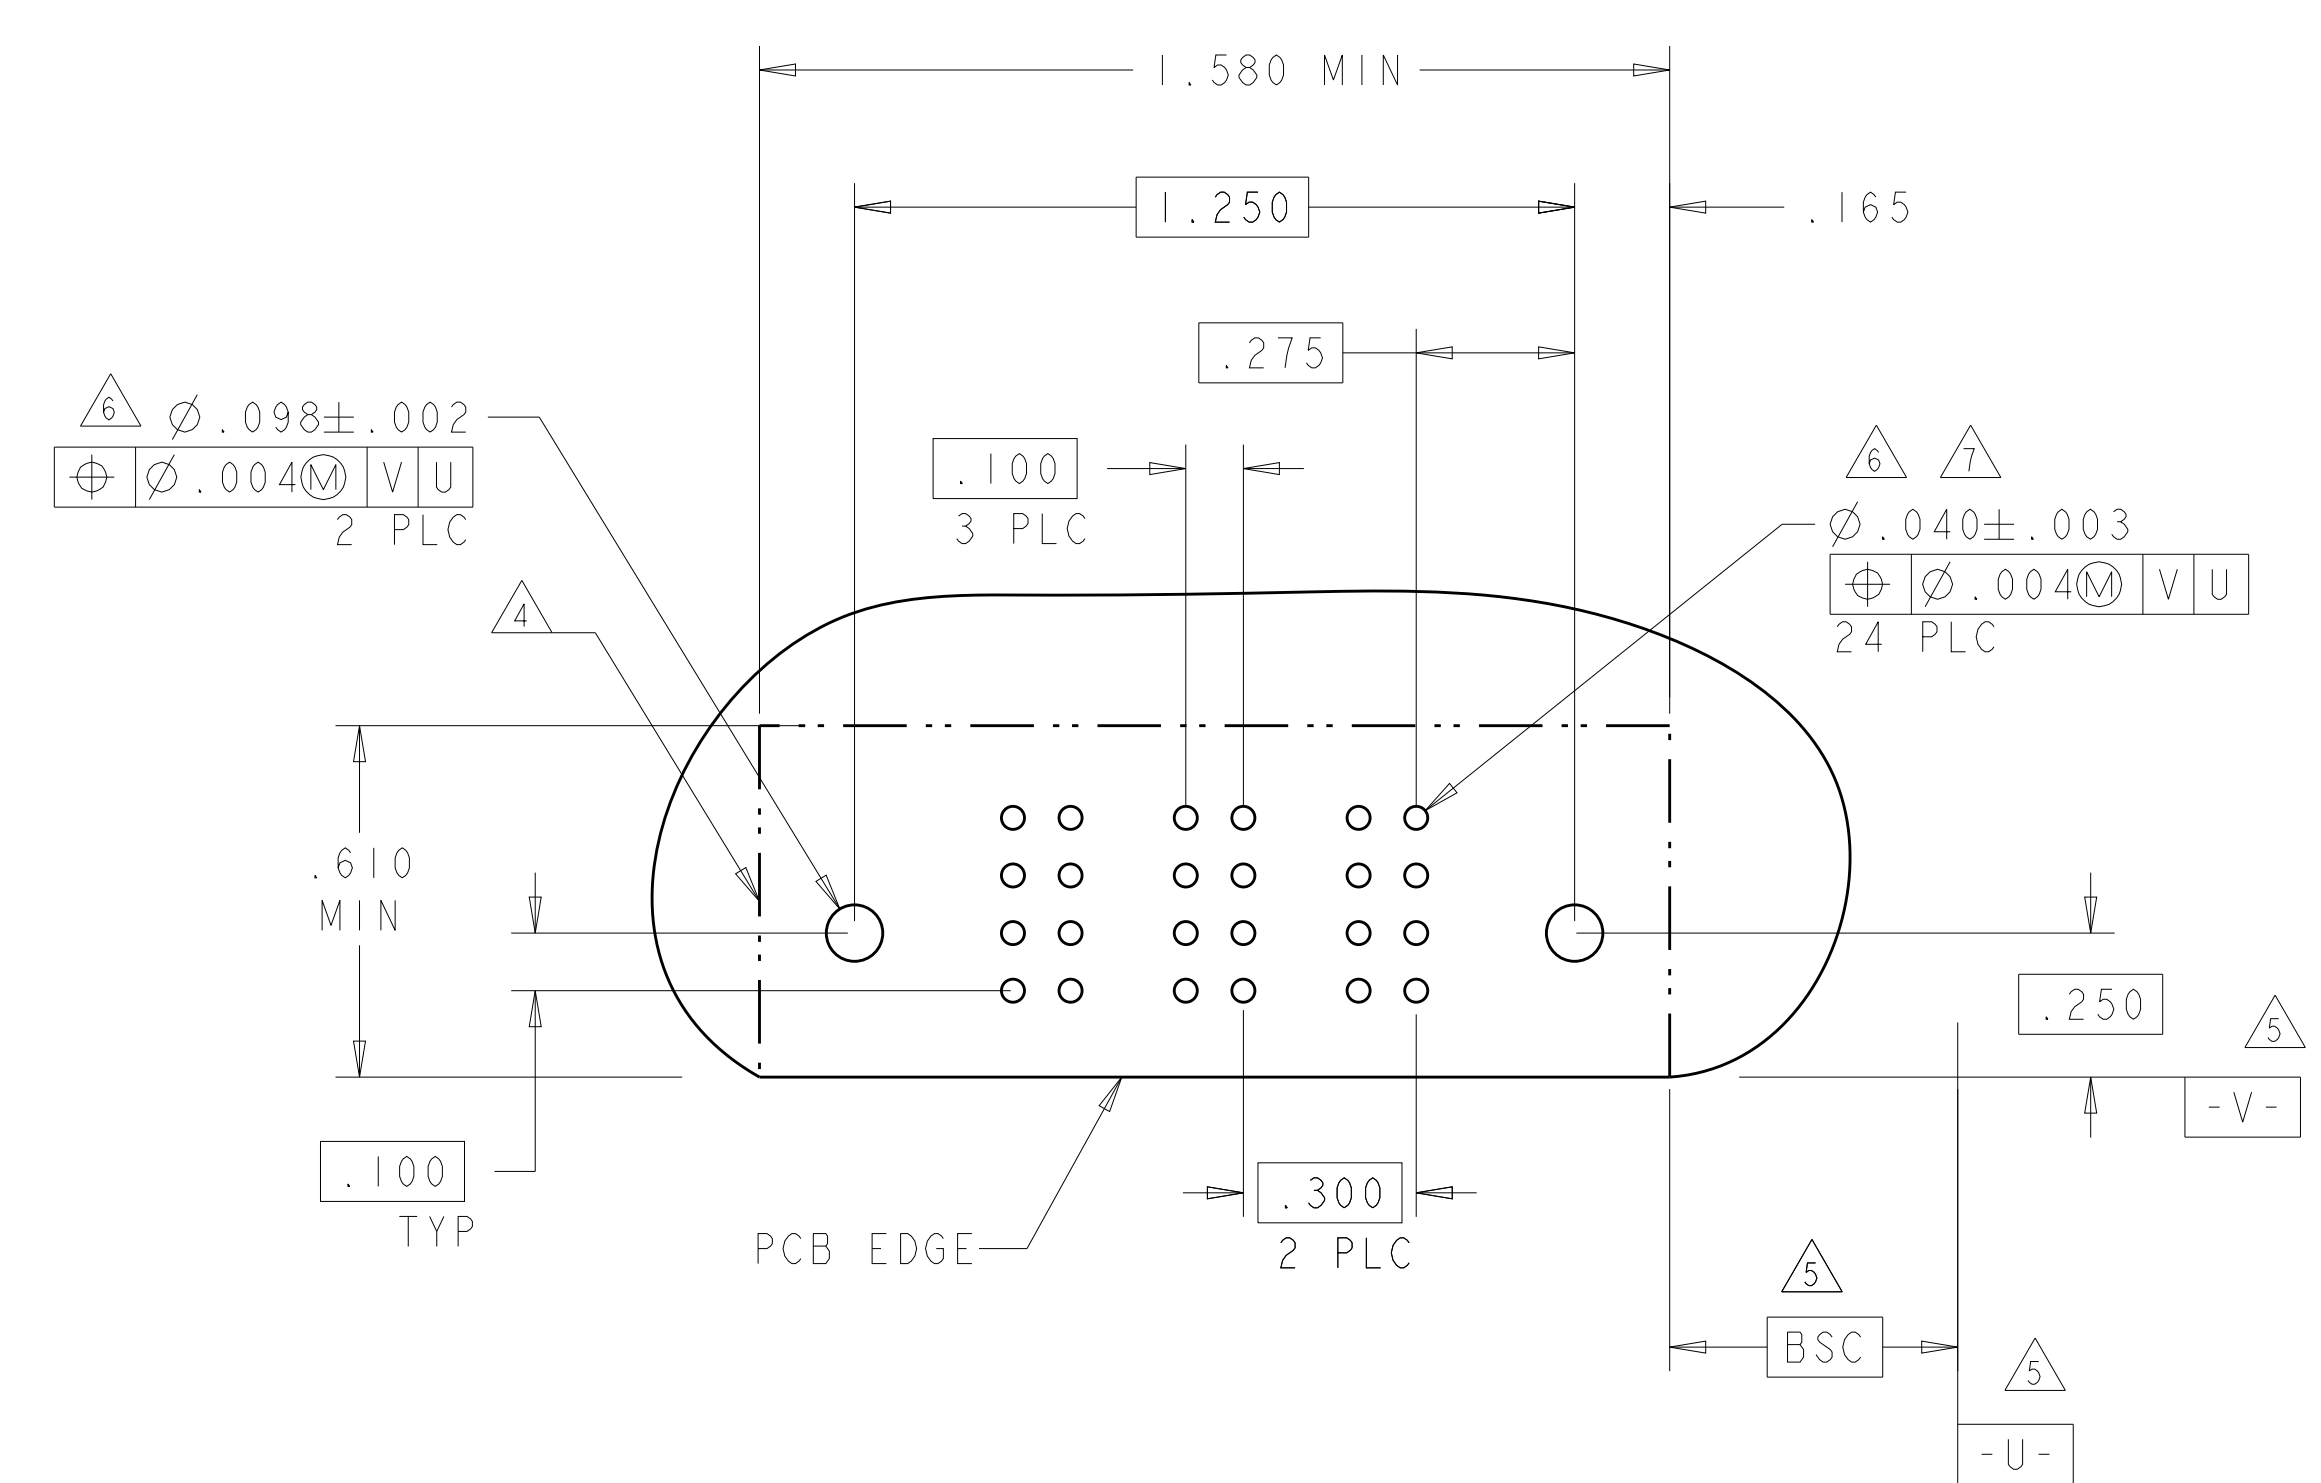 1.580 MIN
1.250
.165
.275
6
⌀.098±.002
⌖ ⌀.004Ⓜ V U
2 PLC
.100
3 PLC
6 7
⌀.040±.003
⌖ ⌀.004Ⓜ V U
24 PLC
4
.610
MIN
.250
5
-V-
.100
TYP
.300
2 PLC
PCB EDGE
5
BSC
5
-U-